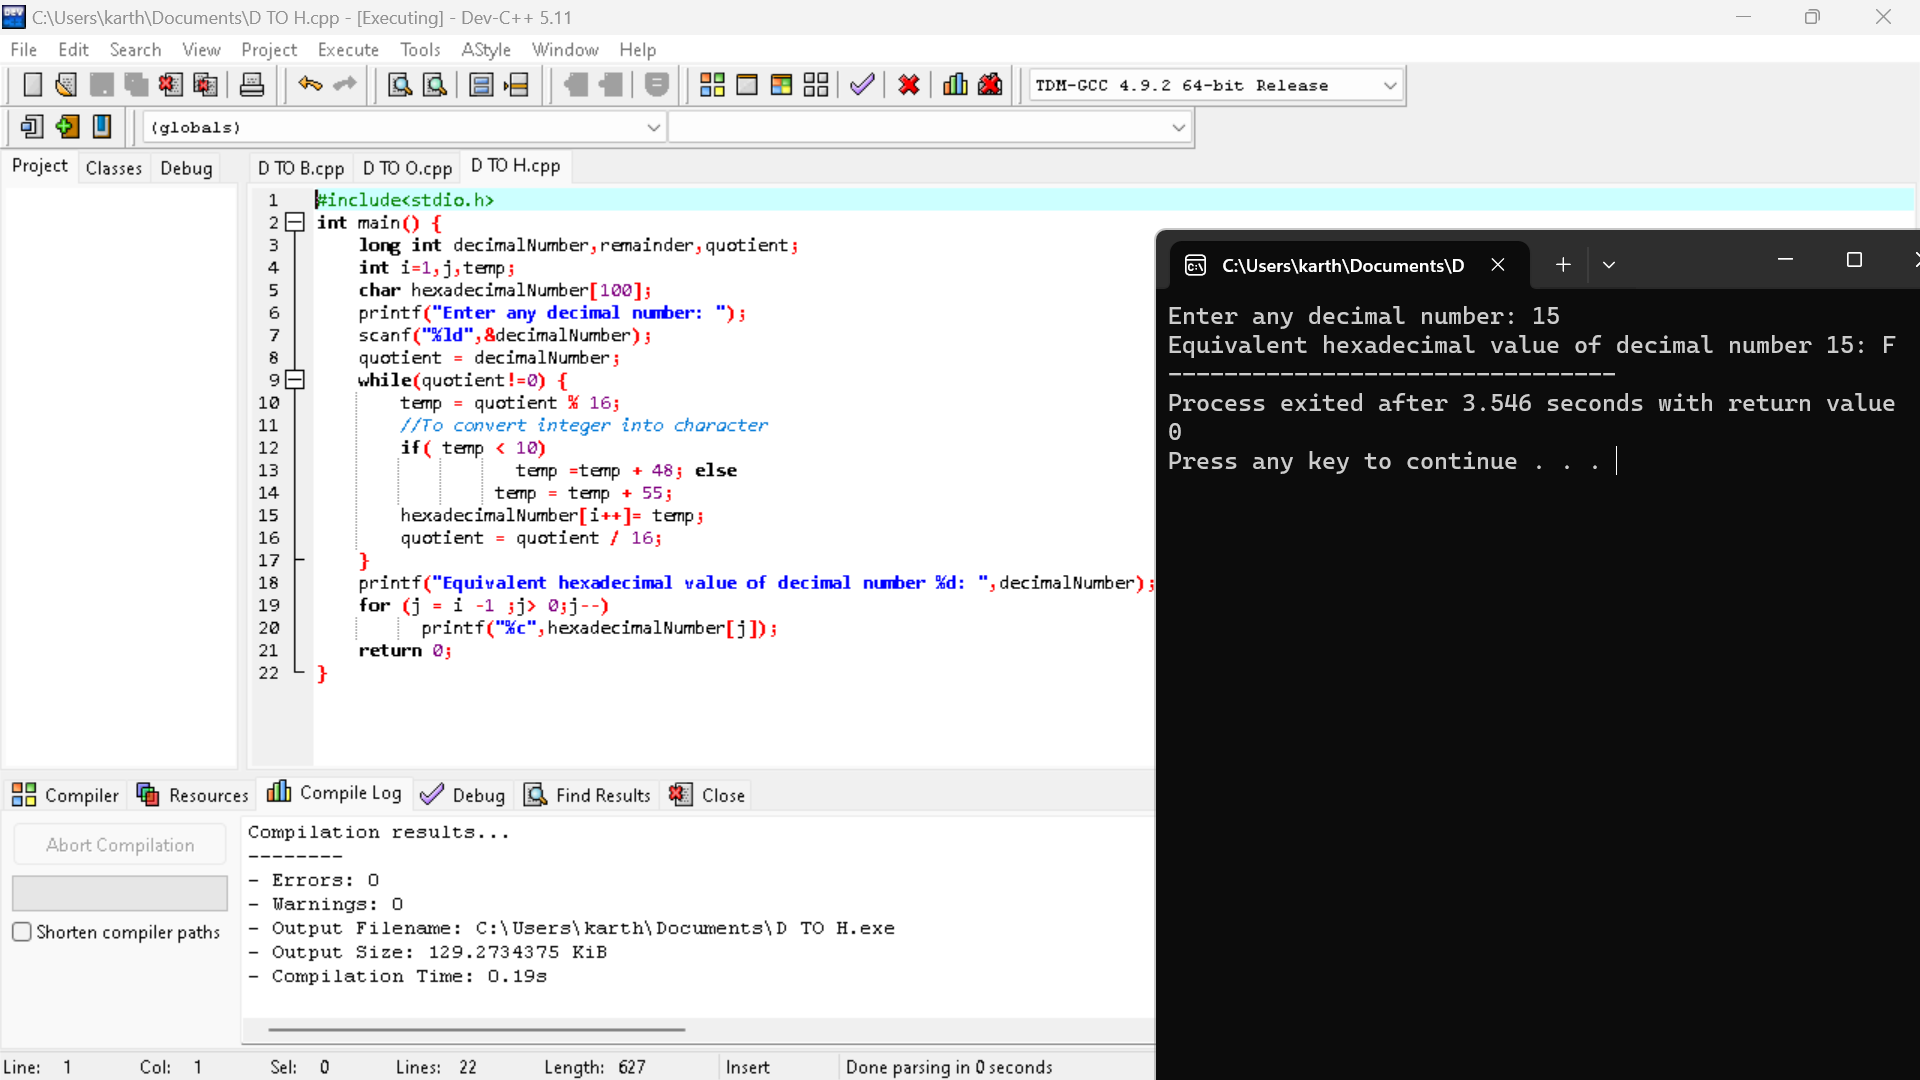 C:\Users\karth\Documents\D TO H.cpp - [Executing] - Dev-C++ 5.11
File Edit Search View Project Execute Tools AStyle Window Help
TDM-GCC 4.9.2 64-bit Release
(globals)
Project Classes Debug
D TO B.cpp D TO O.cpp D TO H.cpp
1 #include<stdio.h>
2 int main() {
3 long int decimalNumber,remainder,quotient;
4 int i=1,j,temp;
5 char hexadecimalNumber[100];
6 printf("Enter any decimal number: ");
7 scanf("%ld",&decimalNumber);
8 quotient = decimalNumber;
9 while(quotient!=0) {
10 temp = quotient % 16;
11 //To convert integer into character
12 if( temp < 10)
13 temp =temp + 48; else
14 temp = temp + 55;
15 hexadecimalNumber[i++]= temp;
16 quotient = quotient / 16;
17 }
18 printf("Equivalent hexadecimal value of decimal number %d: ",decimalNumber);
19 for (j = i -1 ;j> 0;j--)
20 printf("%c",hexadecimalNumber[j]);
21 return 0;
22 }
C:\Users\karth\Documents\D
Enter any decimal number: 15
Equivalent hexadecimal value of decimal number 15: F
--------------------------------
Process exited after 3.546 seconds with return value
0
Press any key to continue . . .
Compiler Resources Compile Log Debug Find Results Close
Abort Compilation
Shorten compiler paths
Compilation results...
--------
- Errors: 0
- Warnings: 0
- Output Filename: C:\Users\karth\Documents\D TO H.exe
- Output Size: 129.2734375 KiB
- Compilation Time: 0.19s
Line: 1 Col: 1 Sel: 0 Lines: 22 Length: 627 Insert Done parsing in 0 seconds